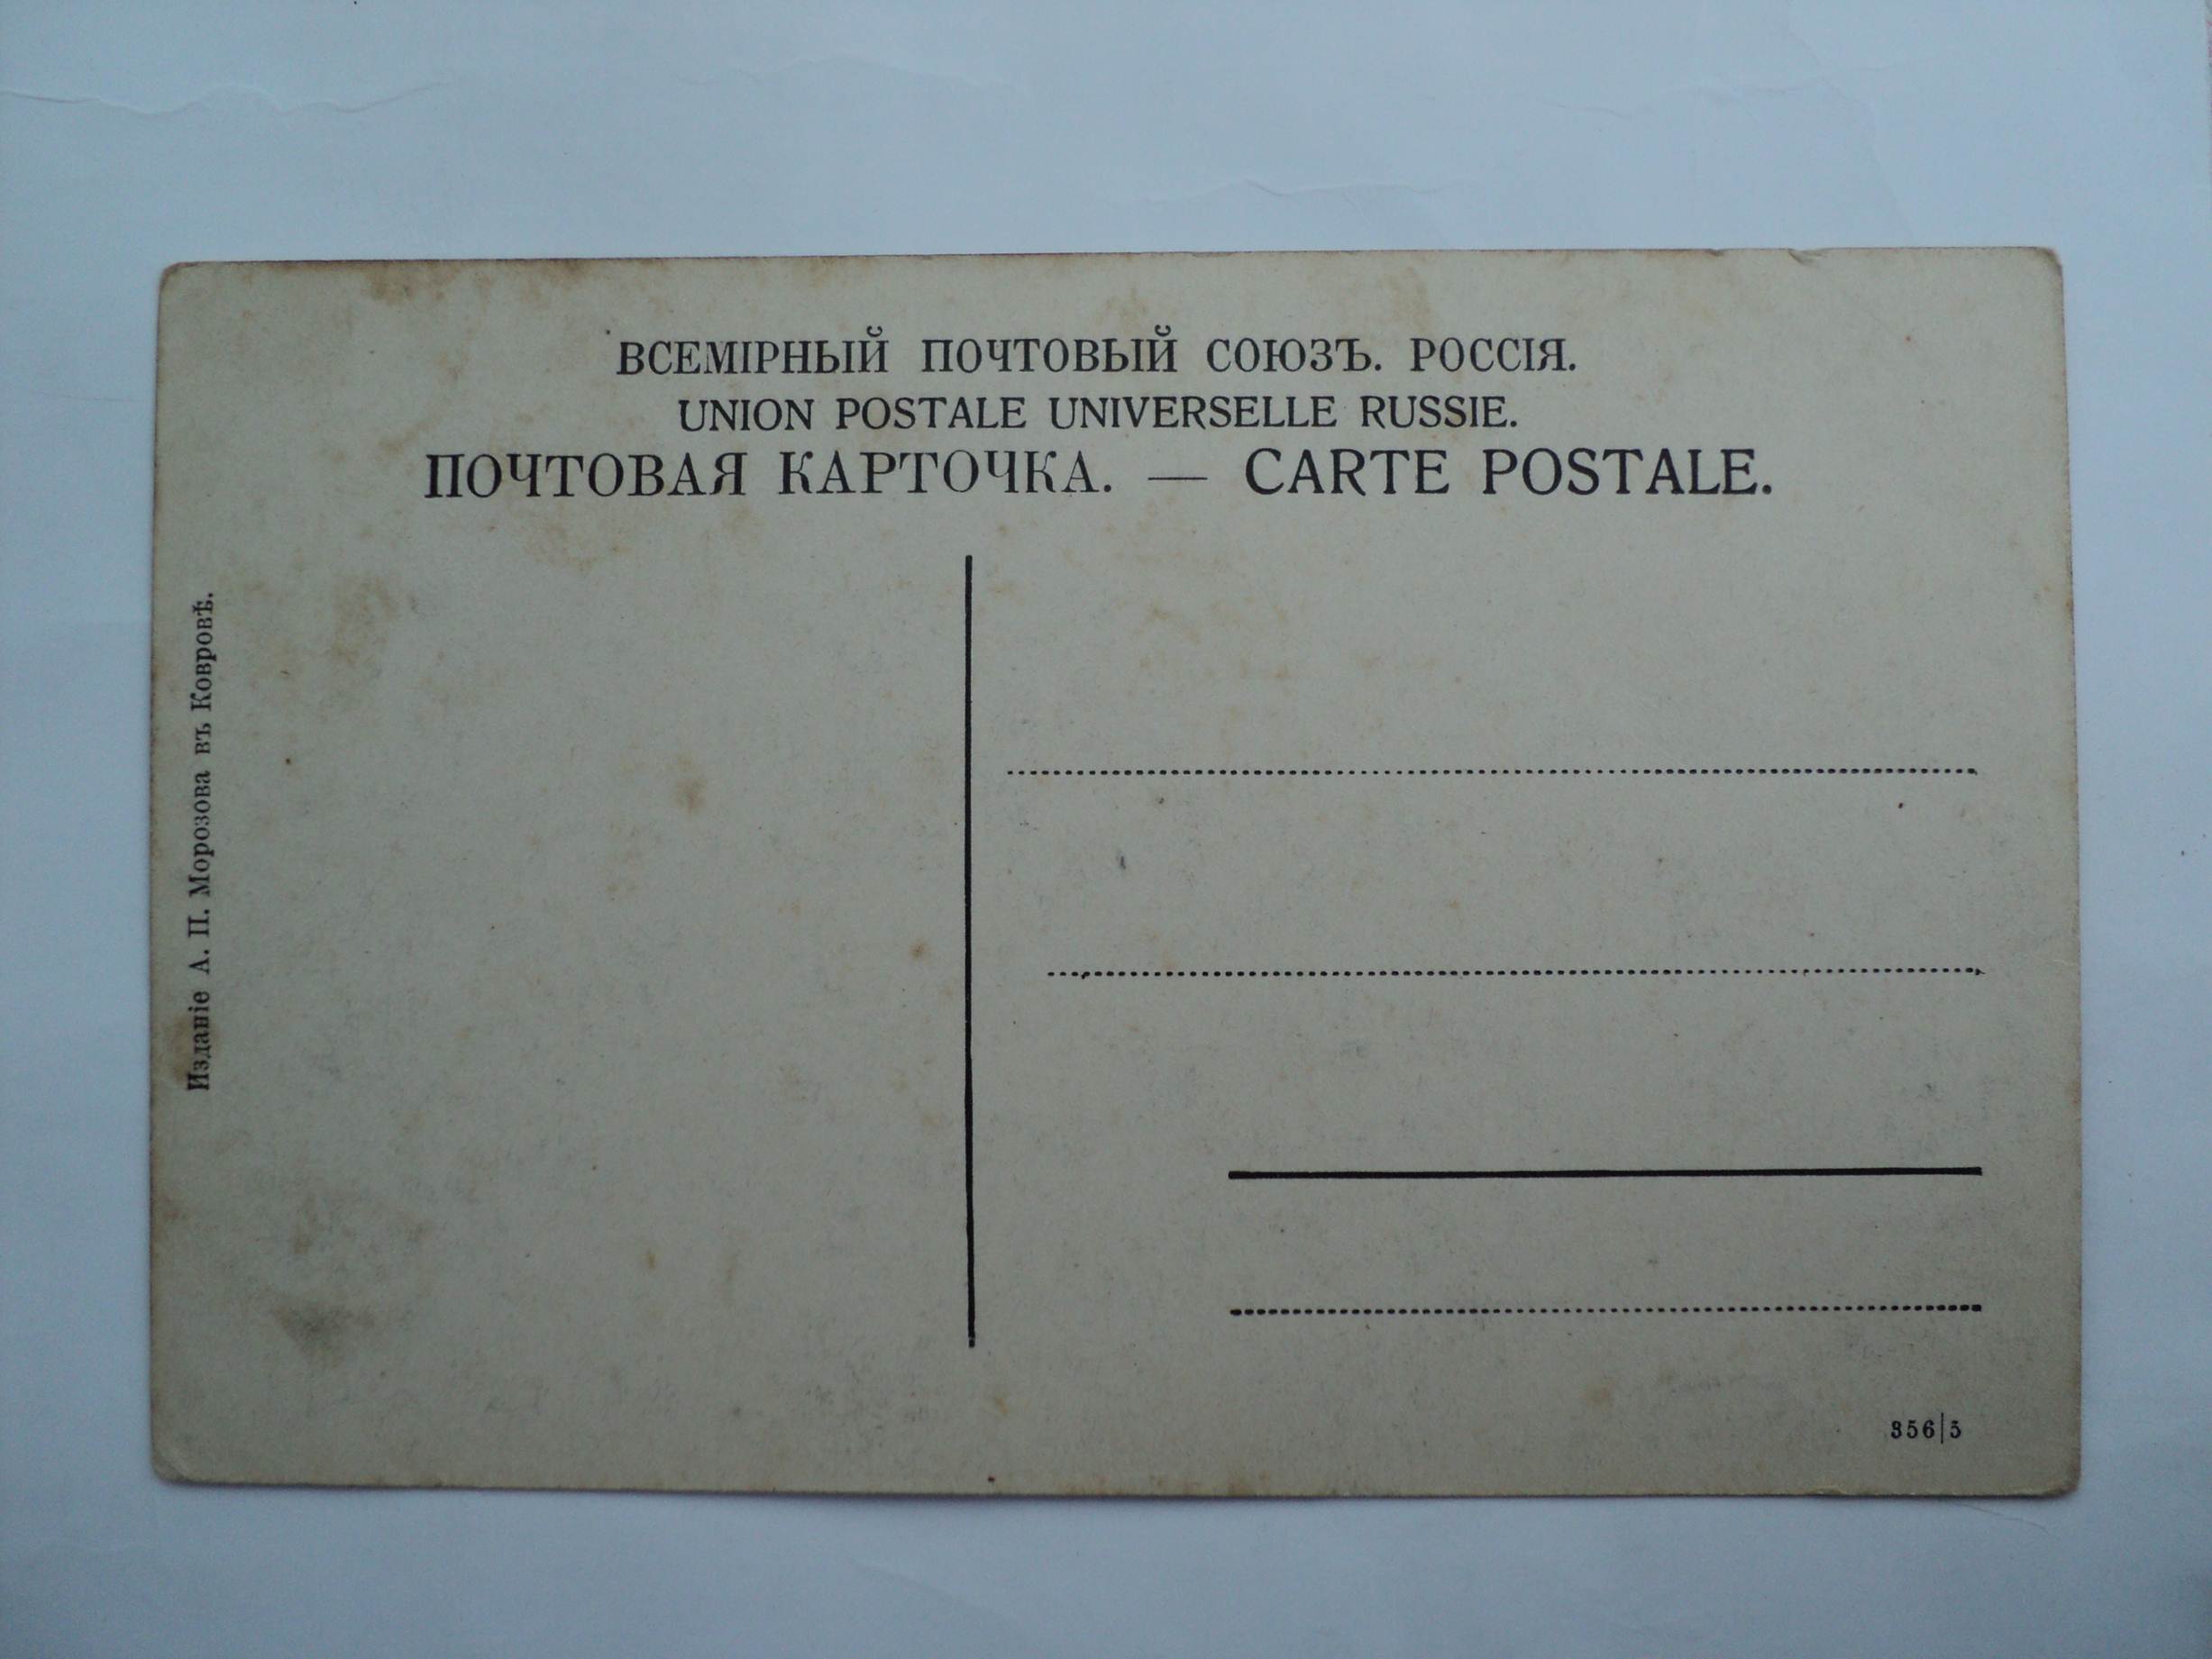 ВСЕМІРНЫЙ ПОЧТОВЫЙ СОЮЗЪ. РОССІЯ.
UNION POSTALE UNIVERSELLE RUSSIE.
ПОЧТОВАЯ КАРТОЧКА. — CARTE POSTALE.
Изданіе А. П. Морозова въ Ковровѣ.
356|5